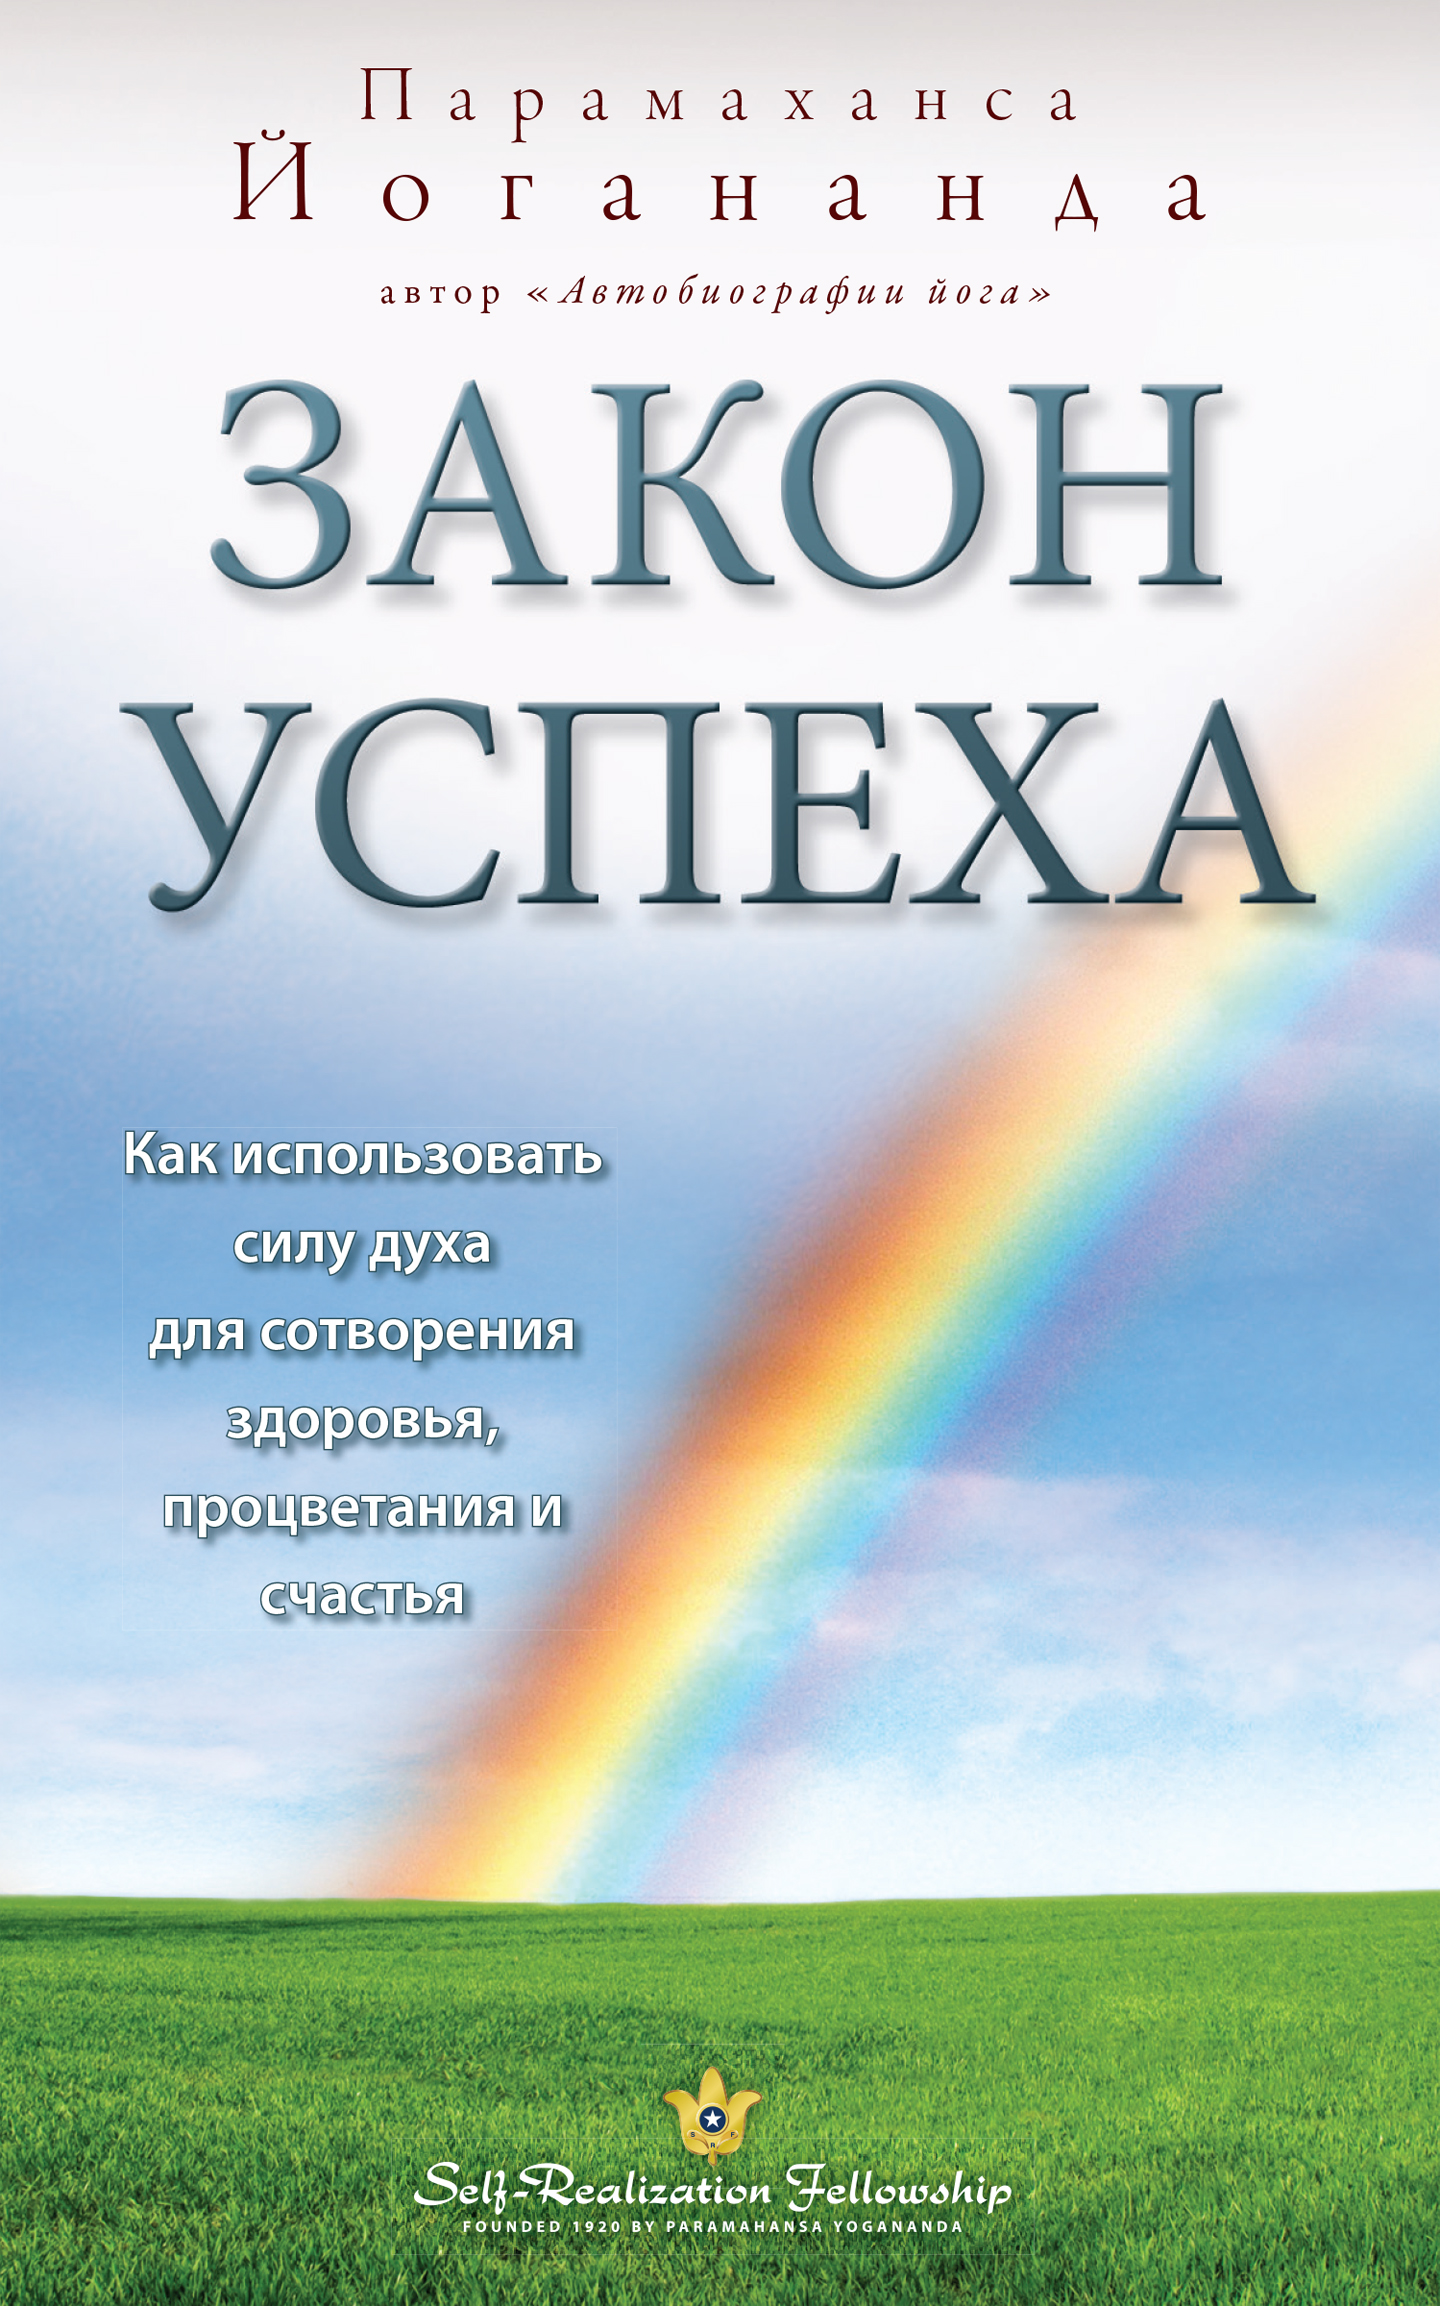 Парамаханса
Йогананда
автор «Автобиографии йога»
ЗАКОН
УСПЕХА
Как использовать
силу духа
для сотворения
здоровья,
процветания и
счастья
S R F
Self-Realization Fellowship
FOUNDED 1920 BY PARAMAHANSA YOGANANDA